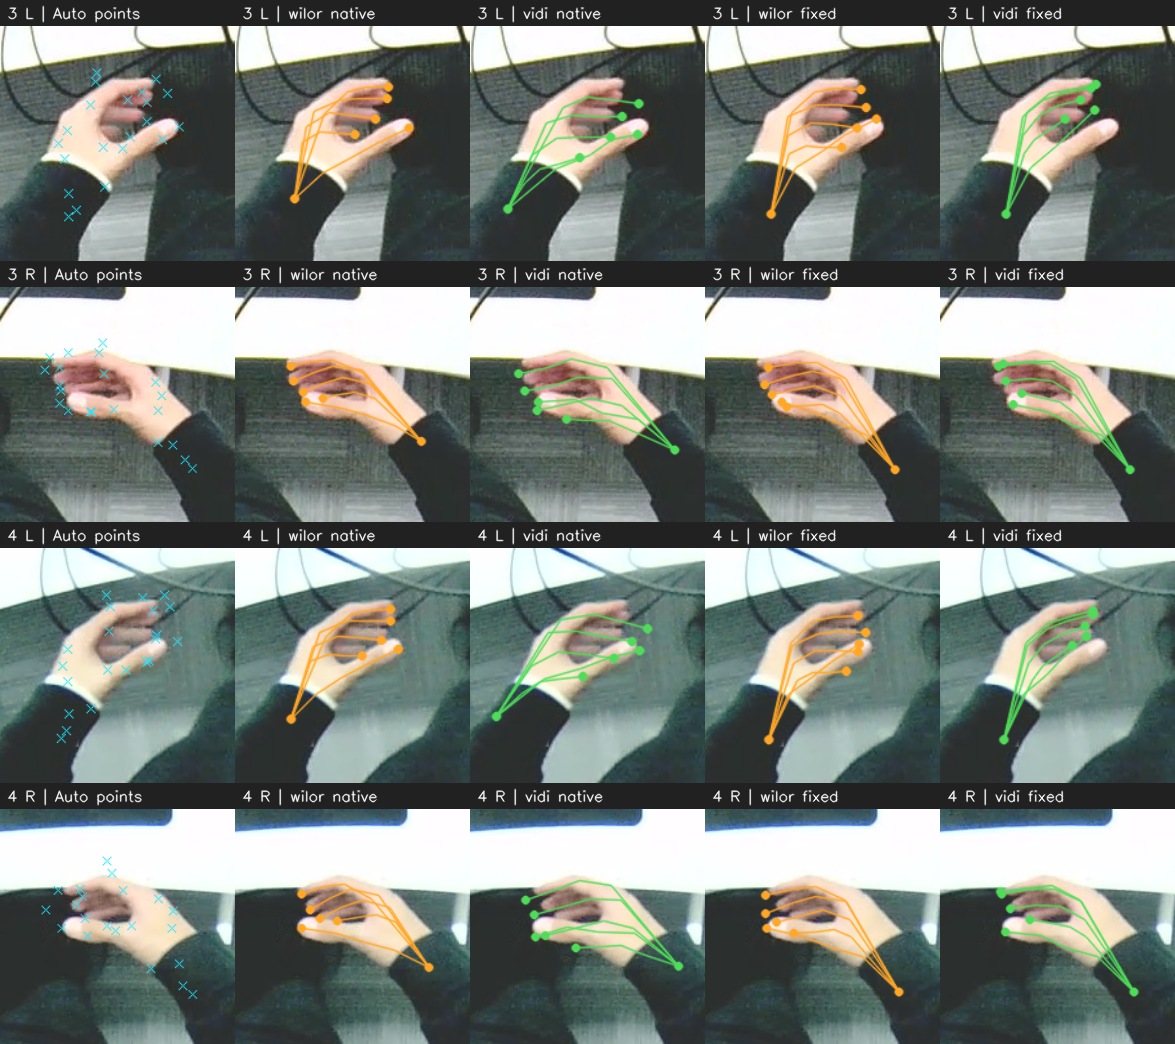 3 L | Auto points
3 L | wilor native
3 L | vidi native
3 L | wilor fixed
3 L | vidi fixed
3 R | Auto points
3 R | wilor native
3 R | vidi native
3 R | wilor fixed
3 R | vidi fixed
4 L | Auto points
4 L | wilor native
4 L | vidi native
4 L | wilor fixed
4 L | vidi fixed
4 R | Auto points
4 R | wilor native
4 R | vidi native
4 R | wilor fixed
4 R | vidi fixed